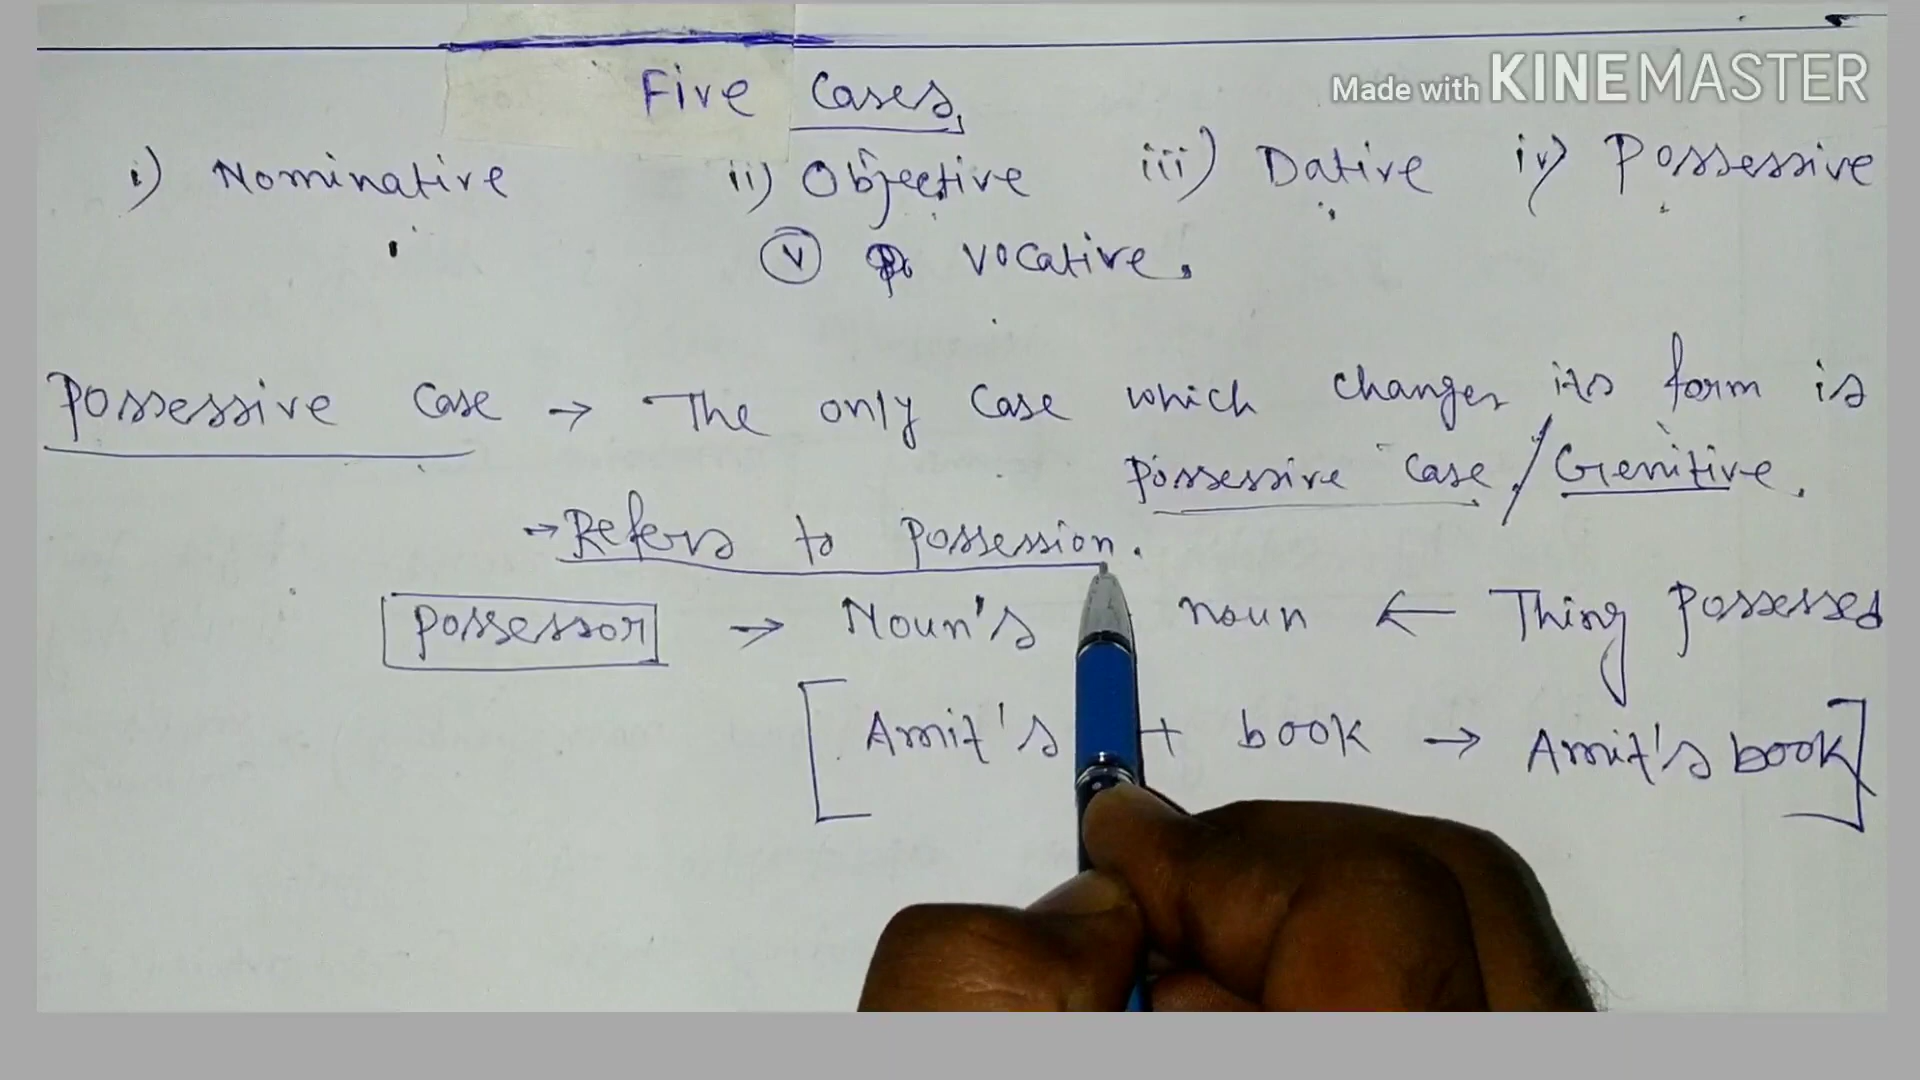 Made with KINEMASTER
Five Cases,
i) Nominative ii) Objective iii) Dative iv) Possessive
v vocative.
Possessive Case → The only Case which changes its form is
possessive case / Genitive.
→ Refers to Possession.
Possessor → Noun's noun ← Thing Possessed
[Amit's + book → Amit's book]